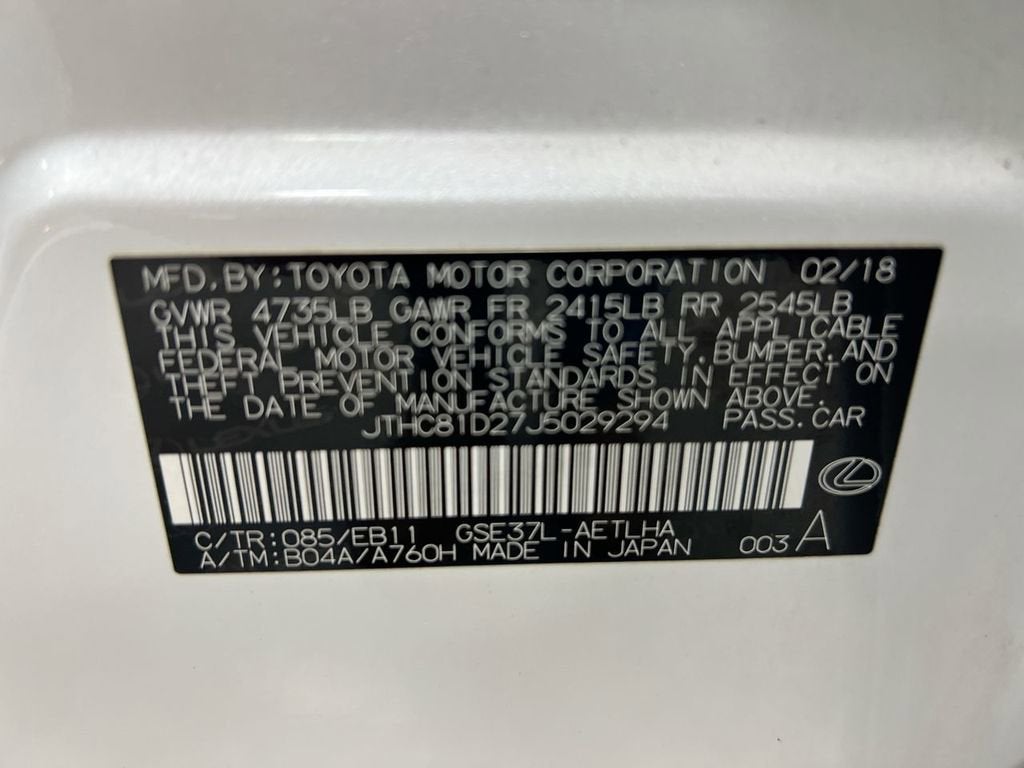 MFD. BY: TOYOTA MOTOR CORPORATION 02/18
GVWR 4735LB GAWR FR 2415LB RR 2545LB
THIS VEHICLE CONFORMS TO ALL APPLICABLE
FEDERAL MOTOR VEHICLE SAFETY, BUMPER, AND
THEFT PREVENTION STANDARDS IN EFFECT ON
THE DATE OF MANUFACTURE SHOWN ABOVE.
JTHC81D27J5029294 PASS. CAR
C/TR: 085/EB11 GSE37L-AETLHA
A/TM: B04A/A760H MADE IN JAPAN 003 A